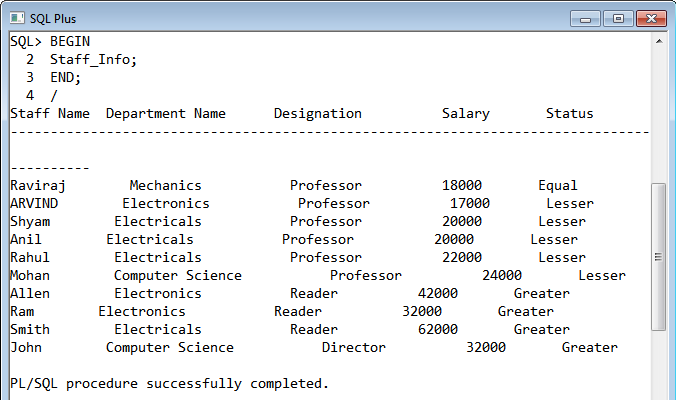 SQL Plus
SQL> BEGIN
  2  Staff_Info;
  3  END;
  4  /
Staff Name  Department Name      Designation          Salary       Status
--------------------------------------------------------------------------------
----------
Raviraj        Mechanics           Professor          18000       Equal
ARVIND        Electronics           Professor          17000       Lesser
Shyam        Electricals           Professor          20000       Lesser
Anil        Electricals           Professor          20000       Lesser
Rahul        Electricals           Professor          22000       Lesser
Mohan        Computer Science           Professor          24000       Lesser
Allen        Electronics           Reader          42000       Greater
Ram        Electronics           Reader          32000       Greater
Smith        Electricals           Reader          62000       Greater
John        Computer Science           Director          32000       Greater
PL/SQL procedure successfully completed.